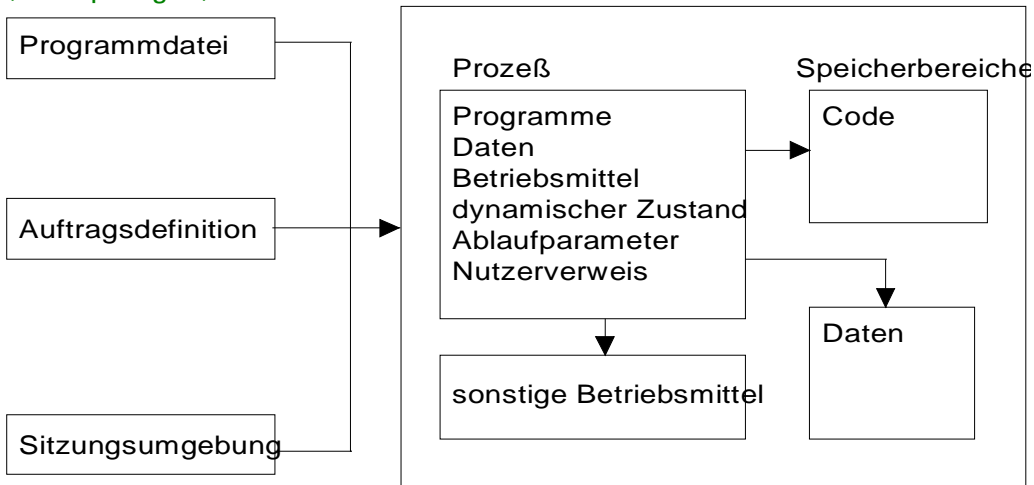 Programmdatei
Auftragsdefinition
Sitzungsumgebung
Prozeß
Programme
Daten
Betriebsmittel
dynamischer Zustand
Ablaufparameter
Nutzerverweis
sonstige Betriebsmittel
Speicherbereiche
Code
Daten